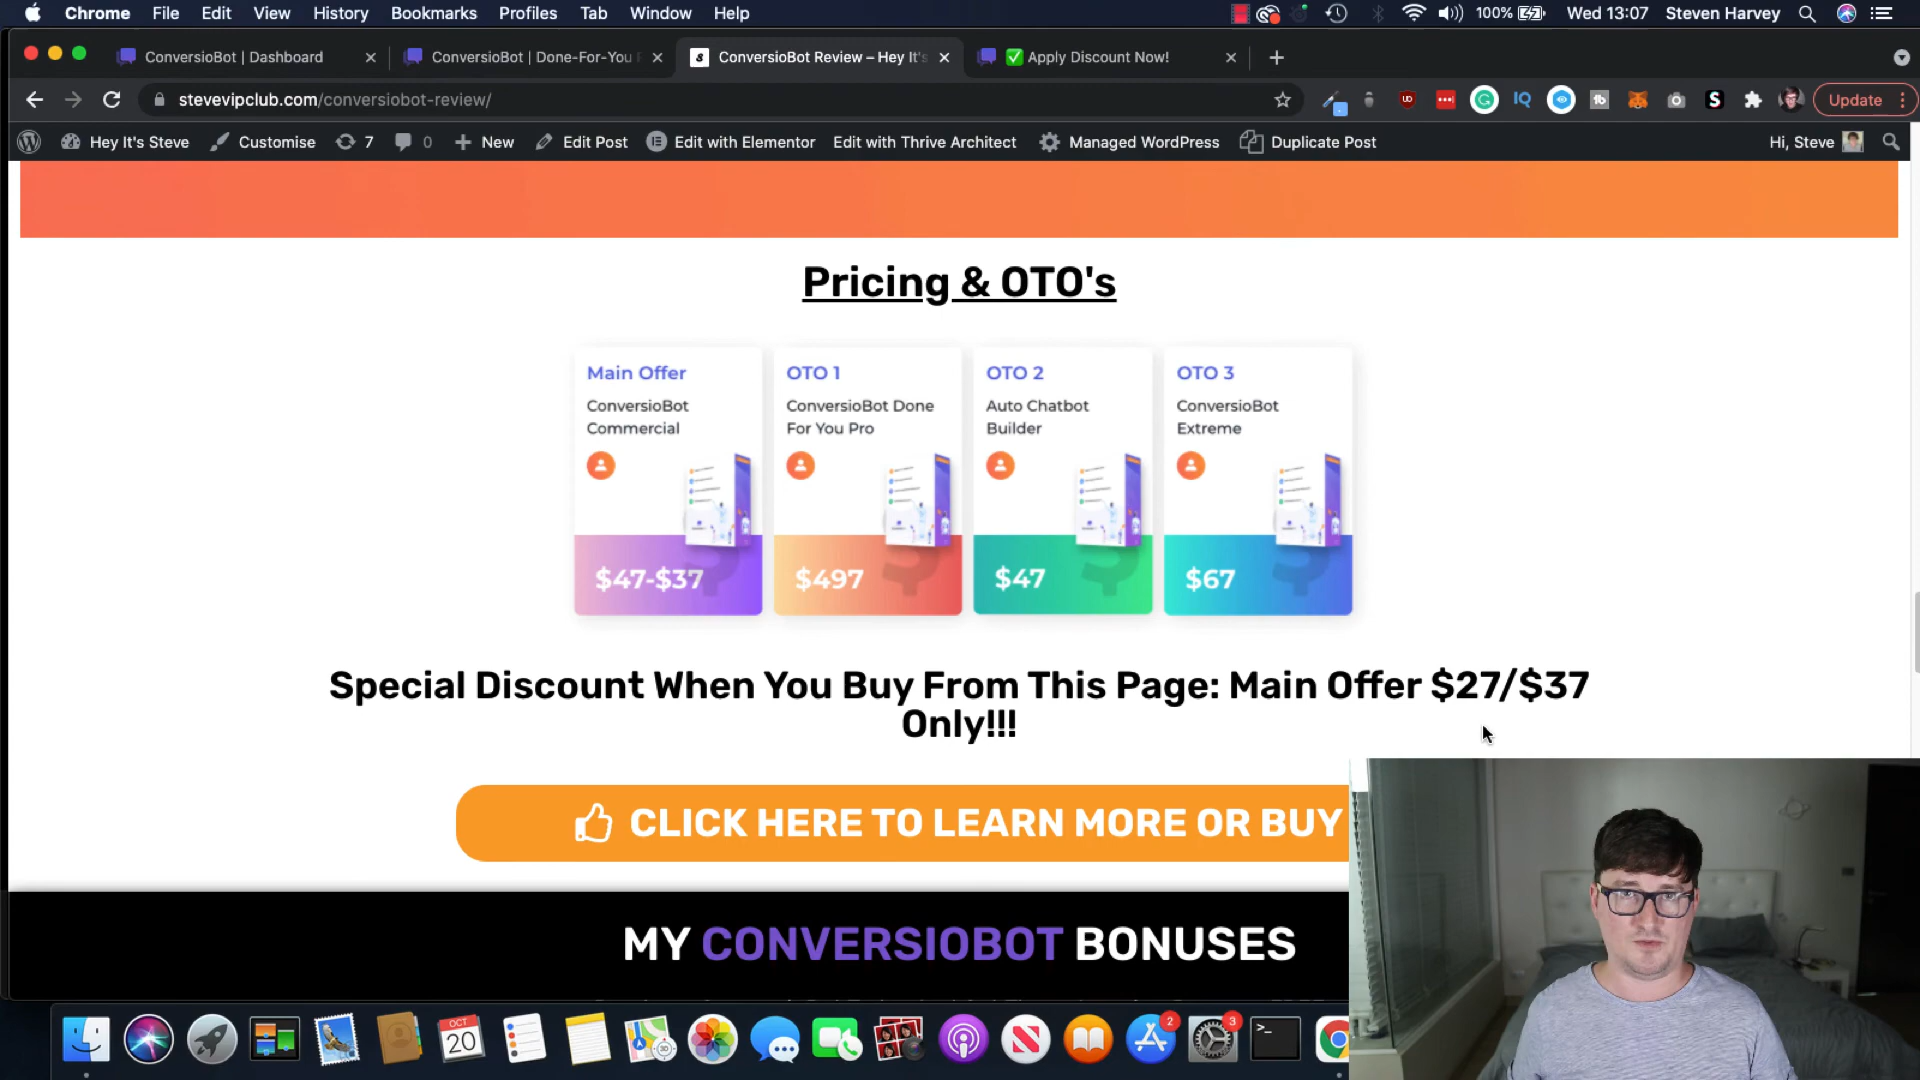 Chrome File Edit View History Bookmarks Profiles Tab Window Help 100% Wed 13:07 Steven Harvey
ConversioBot | Dashboard ConversioBot | Done-For-You ConversioBot Review – Hey It's Apply Discount Now!
stevevipclub.com/conversiobot-review/ Update
Hey It's Steve Customise 7 0 New Edit Post Edit with Elementor Edit with Thrive Architect Managed WordPress Duplicate Post Hi, Steve
Pricing & OTO's
Main Offer
ConversioBot
Commercial
$47-$37
OTO 1
ConversioBot Done
For You Pro
$497
OTO 2
Auto Chatbot
Builder
$47
OTO 3
ConversioBot
Extreme
$67
Special Discount When You Buy From This Page: Main Offer $27/$37
Only!!!
CLICK HERE TO LEARN MORE OR BUY
MY CONVERSIOBOT BONUSES
OCT
20
2
3